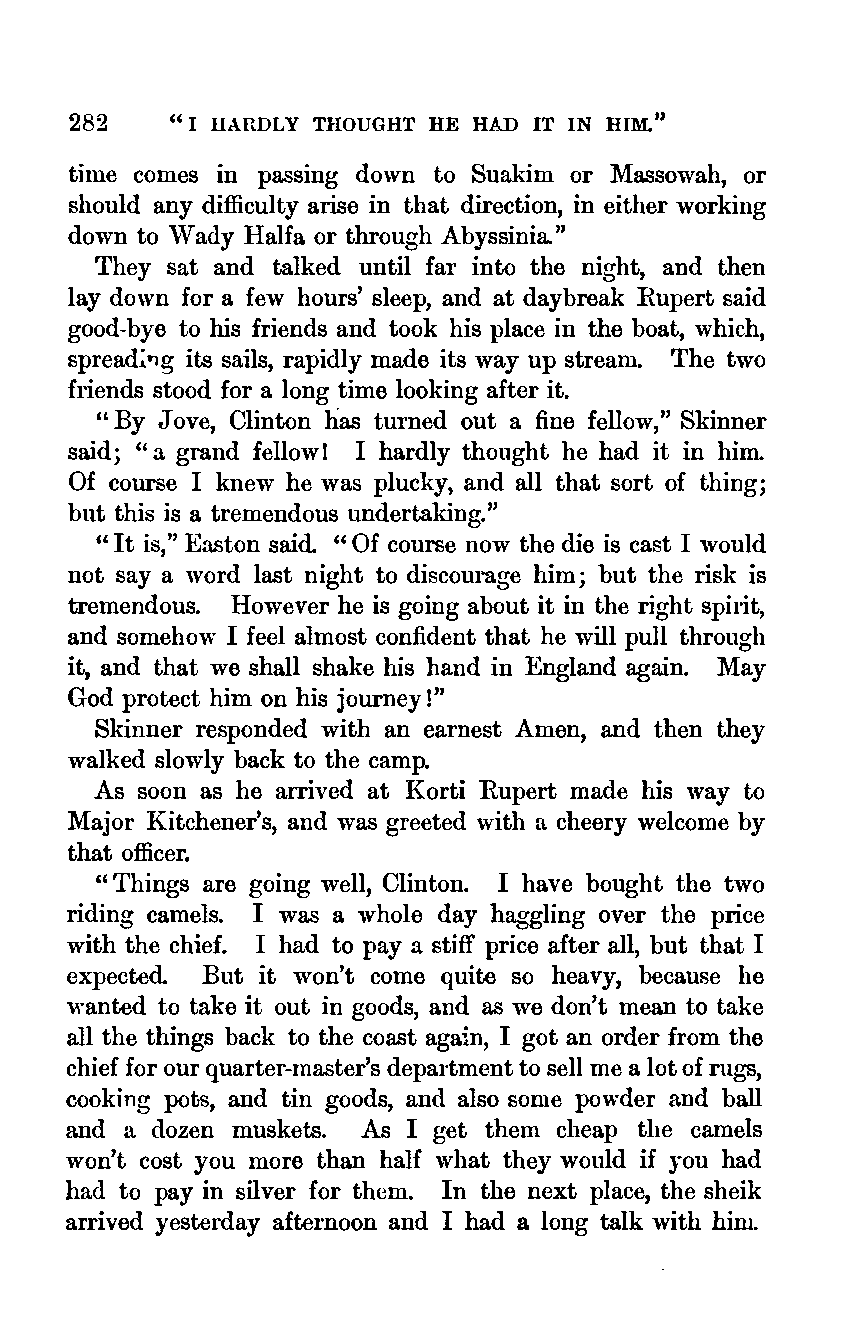 282 “I HARDLY THOUGHT HE HAD IT IN HIM.”
time comes in passing down to Suakim or Massowah, or
should any difficulty arise in that direction, in either working
down to Wady Halfa or through Abyssinia.”
They sat and talked until far into the night, and then
lay down for a few hours’ sleep, and at daybreak Rupert said
good-bye to his friends and took his place in the boat, which,
spreading its sails, rapidly made its way up stream. The two
friends stood for a long time looking after it.
“By Jove, Clinton has turned out a fine fellow,” Skinner
said; “a grand fellow! I hardly thought he had it in him.
Of course I knew he was plucky, and all that sort of thing;
but this is a tremendous undertaking.”
“It is,” Easton said. “Of course now the die is cast I would
not say a word last night to discourage him; but the risk is
tremendous. However he is going about it in the right spirit,
and somehow I feel almost confident that he will pull through
it, and that we shall shake his hand in England again. May
God protect him on his journey!”
Skinner responded with an earnest Amen, and then they
walked slowly back to the camp.
As soon as he arrived at Korti Rupert made his way to
Major Kitchener’s, and was greeted with a cheery welcome by
that officer.
“Things are going well, Clinton. I have bought the two
riding camels. I was a whole day haggling over the price
with the chief. I had to pay a stiff price after all, but that I
expected. But it won’t come quite so heavy, because he
wanted to take it out in goods, and as we don’t mean to take
all the things back to the coast again, I got an order from the
chief for our quarter-master’s department to sell me a lot of rugs,
cooking pots, and tin goods, and also some powder and ball
and a dozen muskets. As I get them cheap the camels
won’t cost you more than half what they would if you had
had to pay in silver for them. In the next place, the sheik
arrived yesterday afternoon and I had a long talk with him.